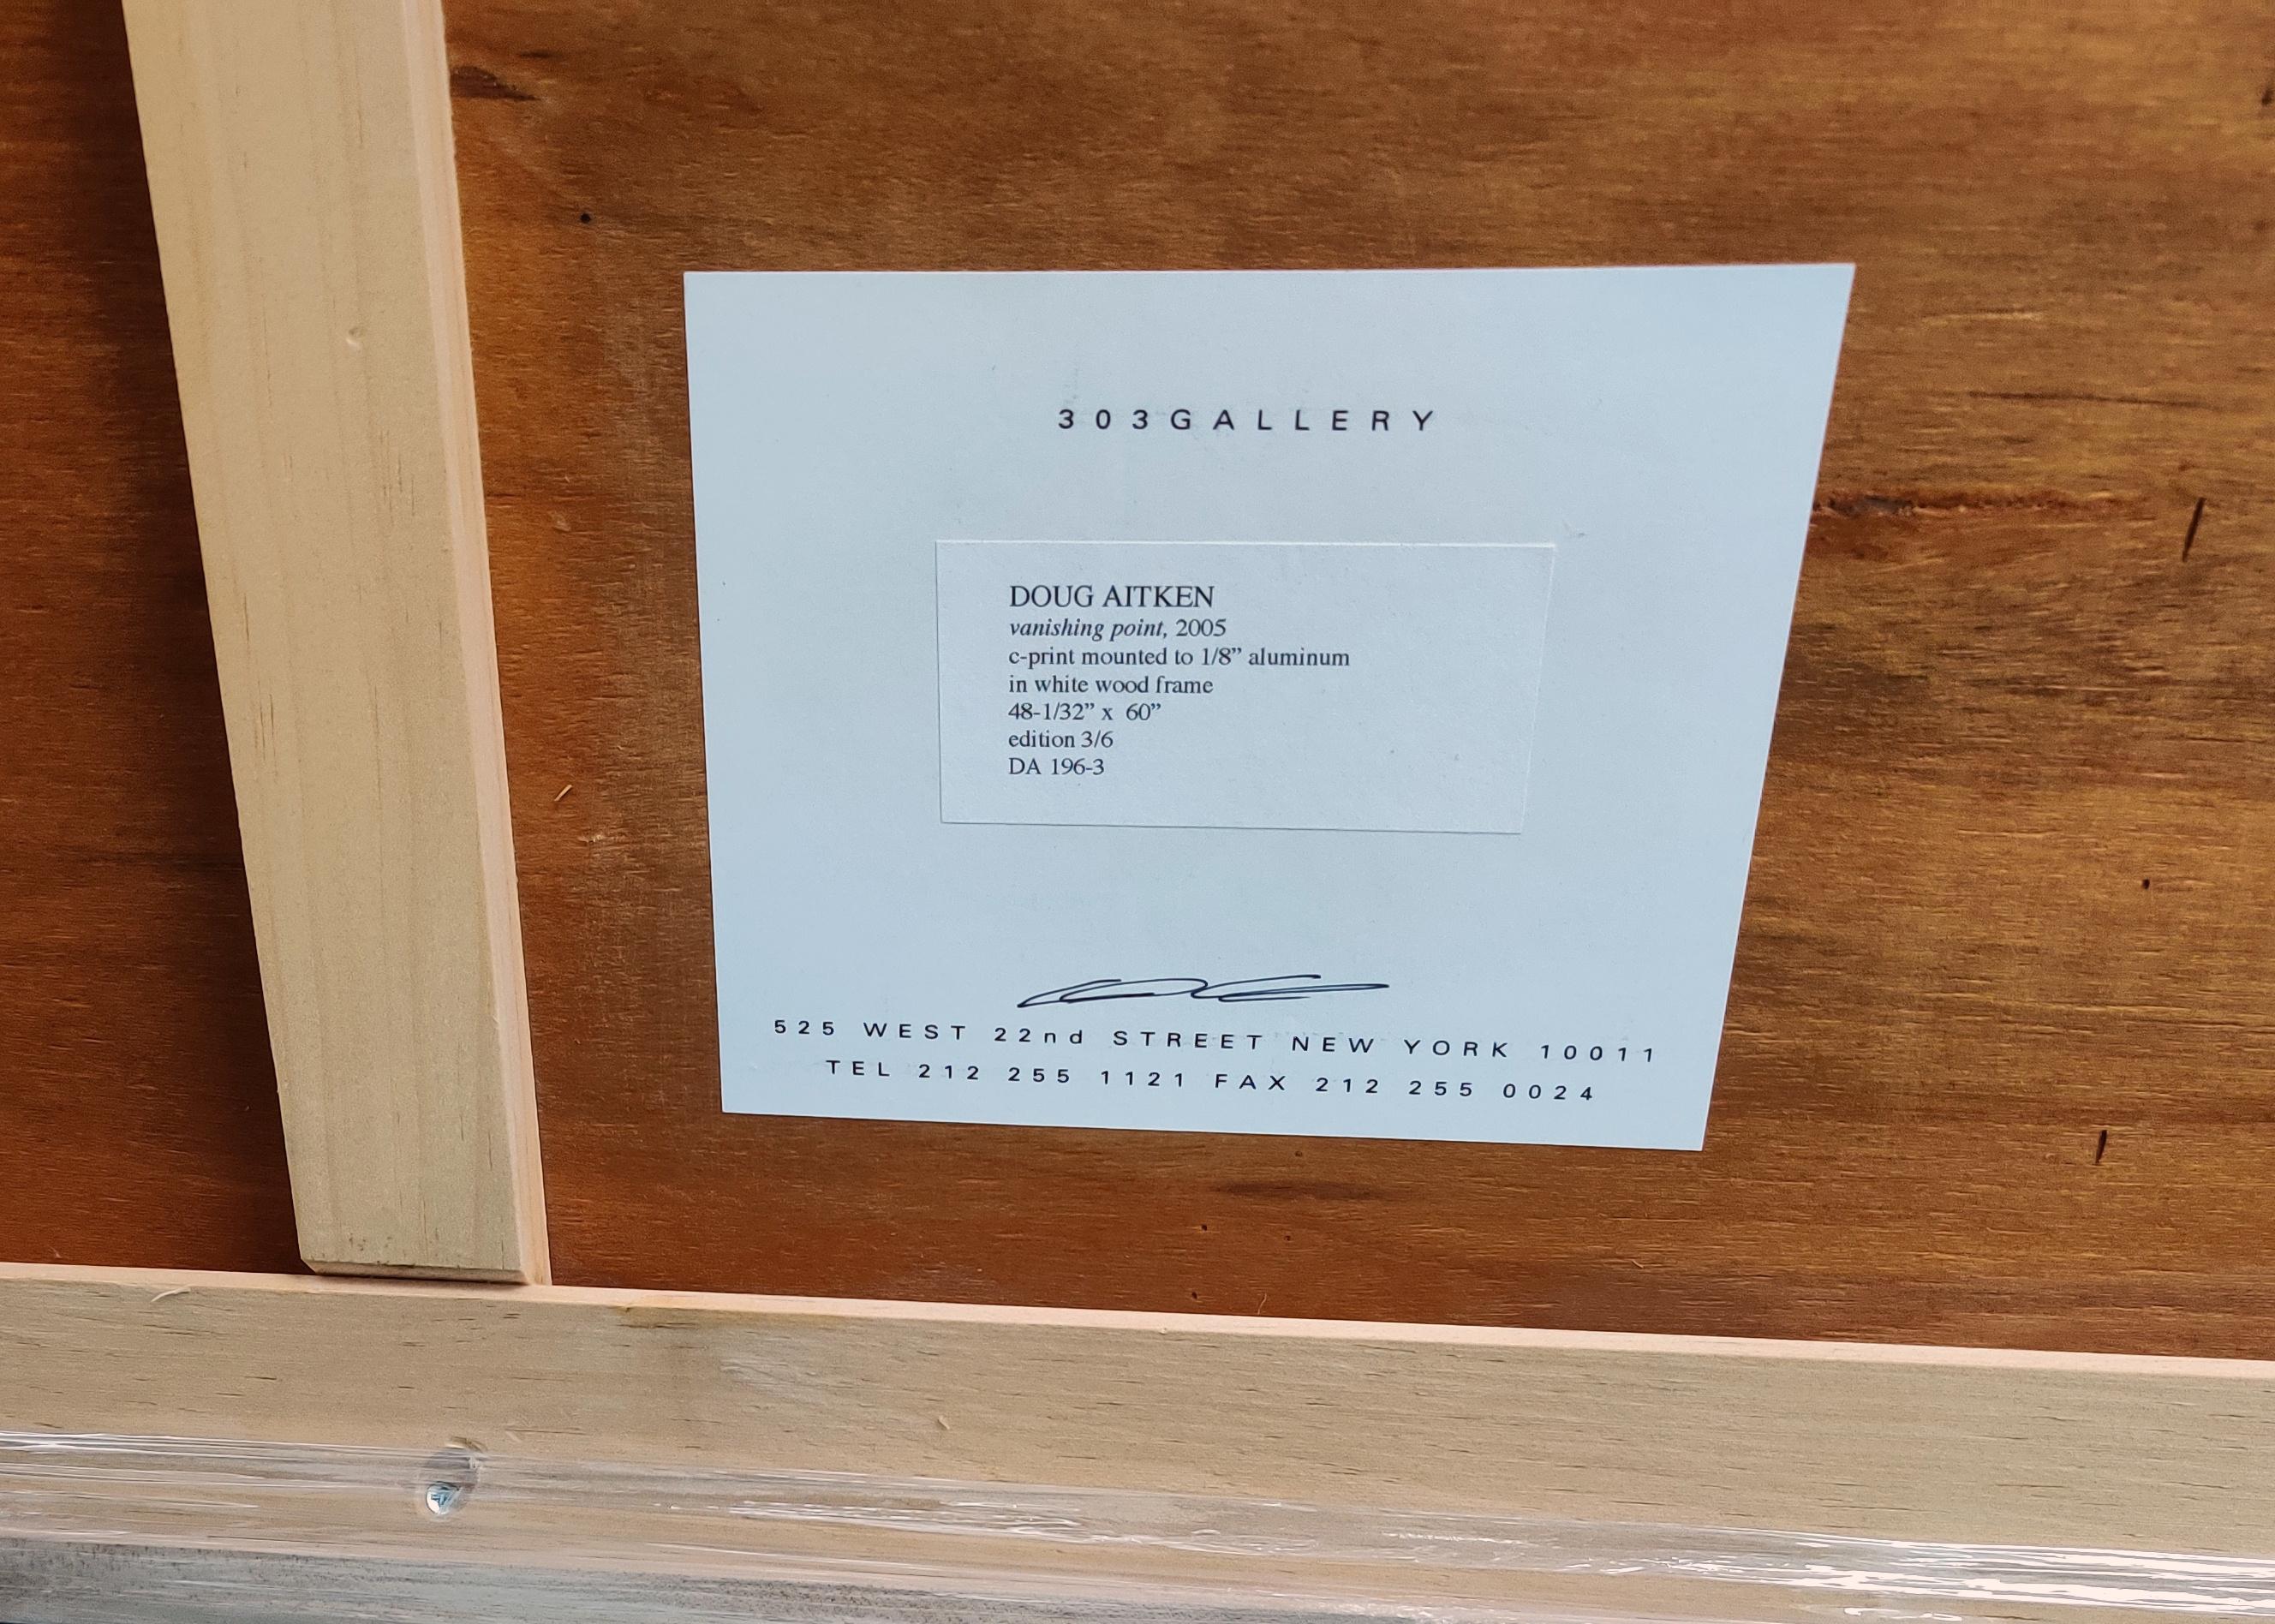 303GALLERY
DOUG AITKEN
vanishing point, 2005
c-print mounted to 1/8” aluminum
in white wood frame
48-1/32” x 60”
edition 3/6
DA 196-3
525 WEST 22nd STREET NEW YORK 10011
TEL 212 255 1121 FAX 212 255 0024